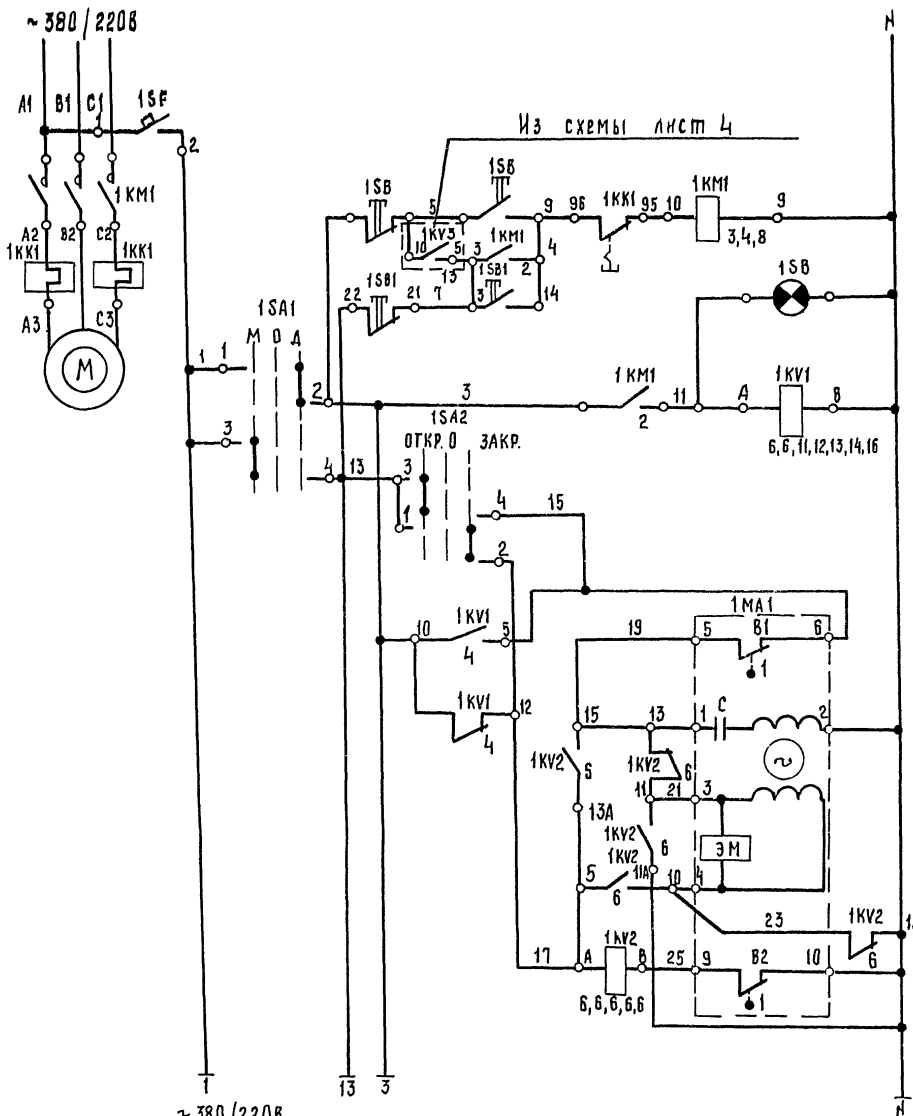 ~ 380 / 220В
N
A1 B1 C1 1SF
1 2
Из схемы лист 4
1KM1
1SB 1SB
5 9 96 1KK1 95 10 1KM1 9
3,4,8
A2 B2 C2
1KK1 1KK1
1KV3 1KM1
10 5 3 2 4
13
1SB1 1SB1
22 21 7 3 14
A3 C3
M
1SB
1SA1
М О Д
1 1
2 3
1KM1
2
11 A 1KV1 B
6,6,11,12,13,14,16
3
4 13
1SA2
ОТКР. О ЗАКР.
3
1
4 15
2
1MA1
10 1KV1 5
4
19 5 B1 6
1
1KV1 12
4
15 13 1 C 2
1KV2 5
1KV2 6
~
11 21 3
13A
1KV2 6
ЭМ
11A
5 1KV2 10 4
6
23 1KV2
6
17 A 1KV2 B 25 9 B2 10
6,6,6,6,6
1
1 13 3 N
~ 380/220В